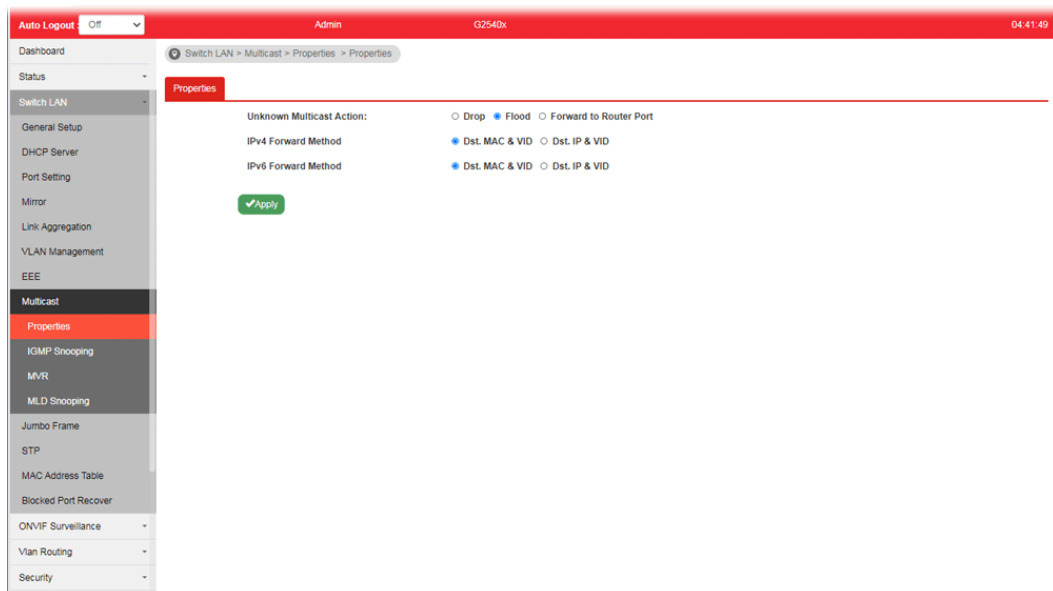 Auto Logout : Off Admin G2540x 04:41:49
Dashboard
Status
Switch LAN
General Setup
DHCP Server
Port Setting
Mirror
Link Aggregation
VLAN Management
EEE
Multicast
Properties
IGMP Snooping
MVR
MLD Snooping
Jumbo Frame
STP
MAC Address Table
Blocked Port Recover
ONVIF Surveillance
Vlan Routing
Security
Switch LAN > Multicast > Properties > Properties
Properties
Unknown Multicast Action: Drop Flood Forward to Router Port
IPv4 Forward Method Dst. MAC & VID Dst. IP & VID
IPv6 Forward Method Dst. MAC & VID Dst. IP & VID
Apply